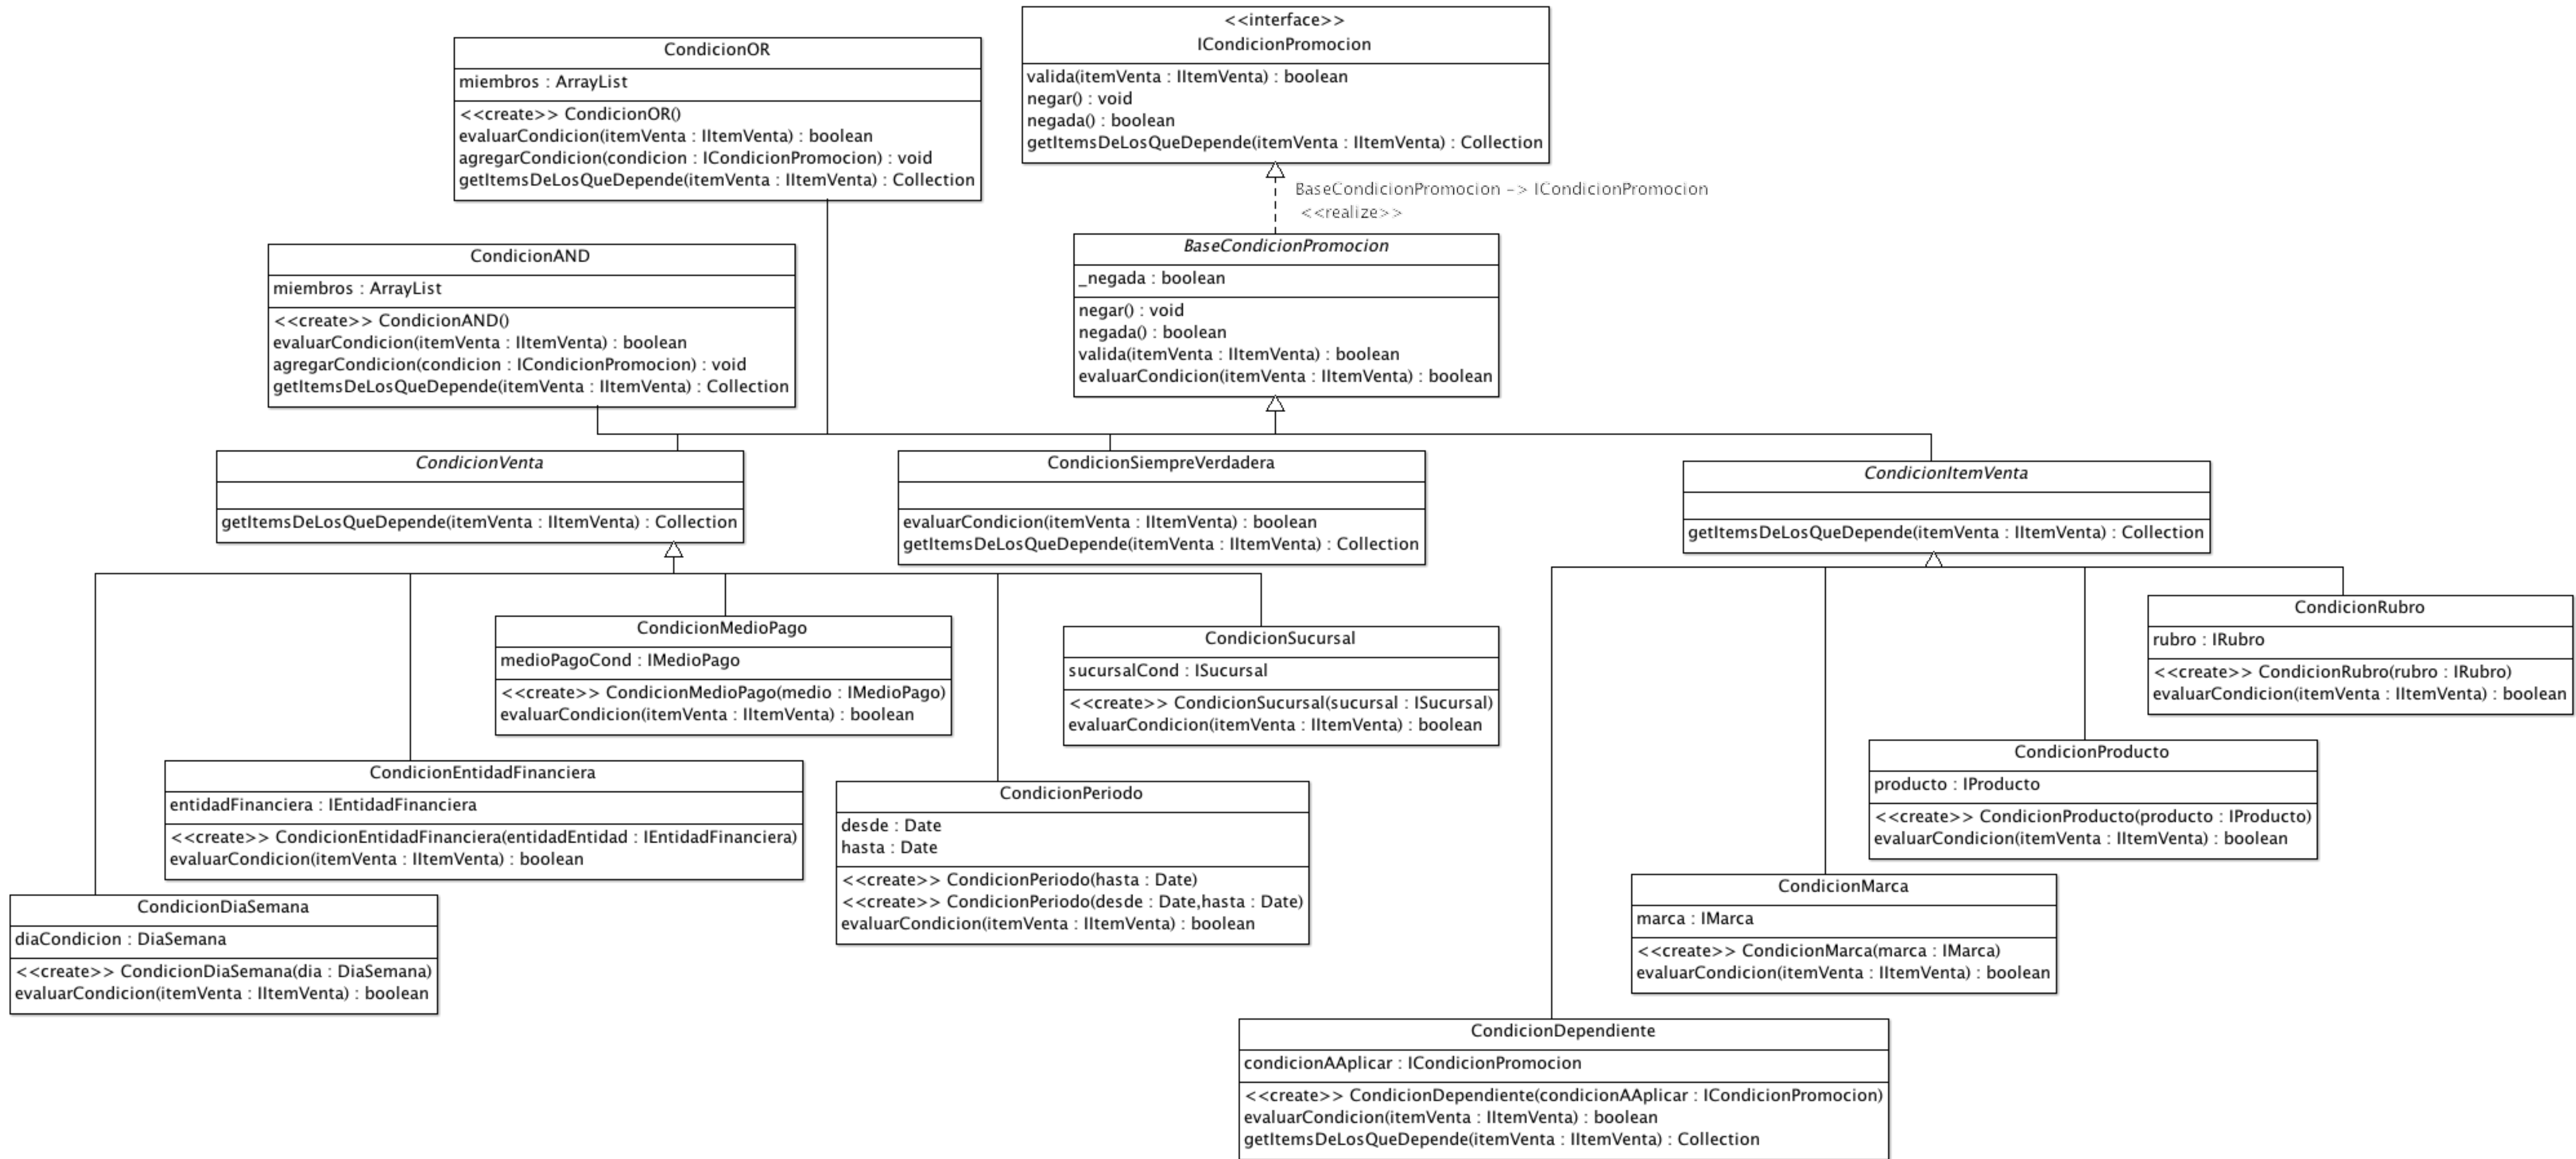 <<interface>>
ICondicionPromocion
valida(itemVenta : IItemVenta) : boolean
negar() : void
negada() : boolean
getItemsDeLosQueDepende(itemVenta : IItemVenta) : Collection
CondicionOR
miembros : ArrayList
<<create>> CondicionOR()
evaluarCondicion(itemVenta : IItemVenta) : boolean
agregarCondicion(condicion : ICondicionPromocion) : void
getItemsDeLosQueDepende(itemVenta : IItemVenta) : Collection
BaseCondicionPromocion -> ICondicionPromocion
<<realize>>
CondicionAND
miembros : ArrayList
<<create>> CondicionAND()
evaluarCondicion(itemVenta : IItemVenta) : boolean
agregarCondicion(condicion : ICondicionPromocion) : void
getItemsDeLosQueDepende(itemVenta : IItemVenta) : Collection
BaseCondicionPromocion
_negada : boolean
negar() : void
negada() : boolean
valida(itemVenta : IItemVenta) : boolean
evaluarCondicion(itemVenta : IItemVenta) : boolean
CondicionVenta
getItemsDeLosQueDepende(itemVenta : IItemVenta) : Collection
CondicionSiempreVerdadera
evaluarCondicion(itemVenta : IItemVenta) : boolean
getItemsDeLosQueDepende(itemVenta : IItemVenta) : Collection
CondicionItemVenta
getItemsDeLosQueDepende(itemVenta : IItemVenta) : Collection
CondicionMedioPago
medioPagoCond : IMedioPago
<<create>> CondicionMedioPago(medio : IMedioPago)
evaluarCondicion(itemVenta : IItemVenta) : boolean
CondicionSucursal
sucursalCond : ISucursal
<<create>> CondicionSucursal(sucursal : ISucursal)
evaluarCondicion(itemVenta : IItemVenta) : boolean
CondicionRubro
rubro : IRubro
<<create>> CondicionRubro(rubro : IRubro)
evaluarCondicion(itemVenta : IItemVenta) : boolean
CondicionEntidadFinanciera
entidadFinanciera : IEntidadFinanciera
<<create>> CondicionEntidadFinanciera(entidadEntidad : IEntidadFinanciera)
evaluarCondicion(itemVenta : IItemVenta) : boolean
CondicionPeriodo
desde : Date
hasta : Date
<<create>> CondicionPeriodo(hasta : Date)
<<create>> CondicionPeriodo(desde : Date,hasta : Date)
evaluarCondicion(itemVenta : IItemVenta) : boolean
CondicionProducto
producto : IProducto
<<create>> CondicionProducto(producto : IProducto)
evaluarCondicion(itemVenta : IItemVenta) : boolean
CondicionDiaSemana
diaCondicion : DiaSemana
<<create>> CondicionDiaSemana(dia : DiaSemana)
evaluarCondicion(itemVenta : IItemVenta) : boolean
CondicionMarca
marca : IMarca
<<create>> CondicionMarca(marca : IMarca)
evaluarCondicion(itemVenta : IItemVenta) : boolean
CondicionDependiente
condicionAAplicar : ICondicionPromocion
<<create>> CondicionDependiente(condicionAAplicar : ICondicionPromocion)
evaluarCondicion(itemVenta : IItemVenta) : boolean
getItemsDeLosQueDepende(itemVenta : IItemVenta) : Collection